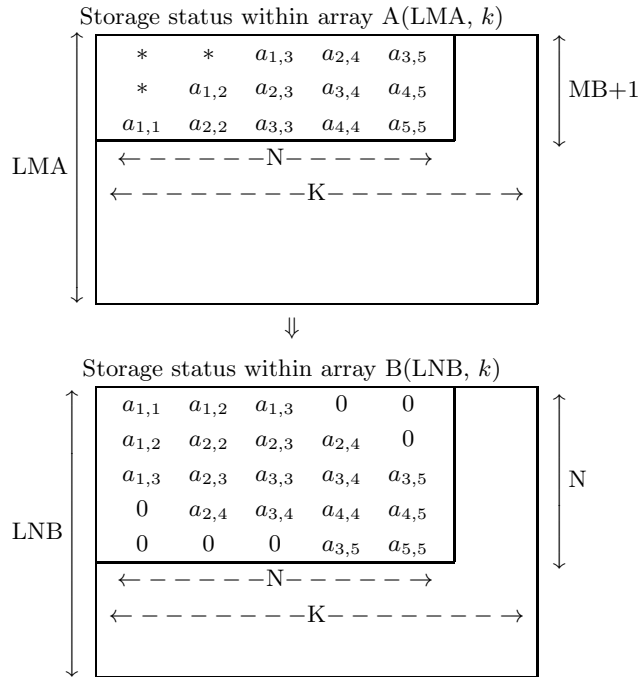 Storage status within array A(LMA, k)
* * a1,3 a2,4 a3,5
* a1,2 a2,3 a3,4 a4,5
a1,1 a2,2 a3,3 a4,4 a5,5
MB+1
LMA
N
K
⇓
Storage status within array B(LNB, k)
a1,1 a1,2 a1,3 0 0
a1,2 a2,2 a2,3 a2,4 0
a1,3 a2,3 a3,3 a3,4 a3,5
0 a2,4 a3,4 a4,4 a4,5
0 0 0 a3,5 a5,5
N
LNB
N
K